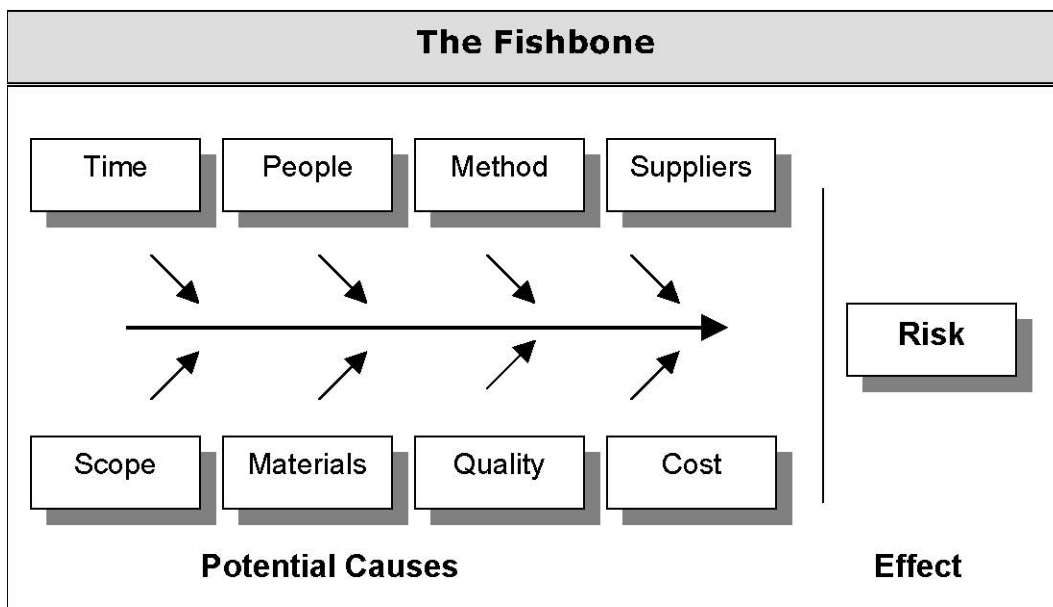 The Fishbone
Time People Method Suppliers
Risk
Scope Materials Quality Cost
Potential Causes Effect